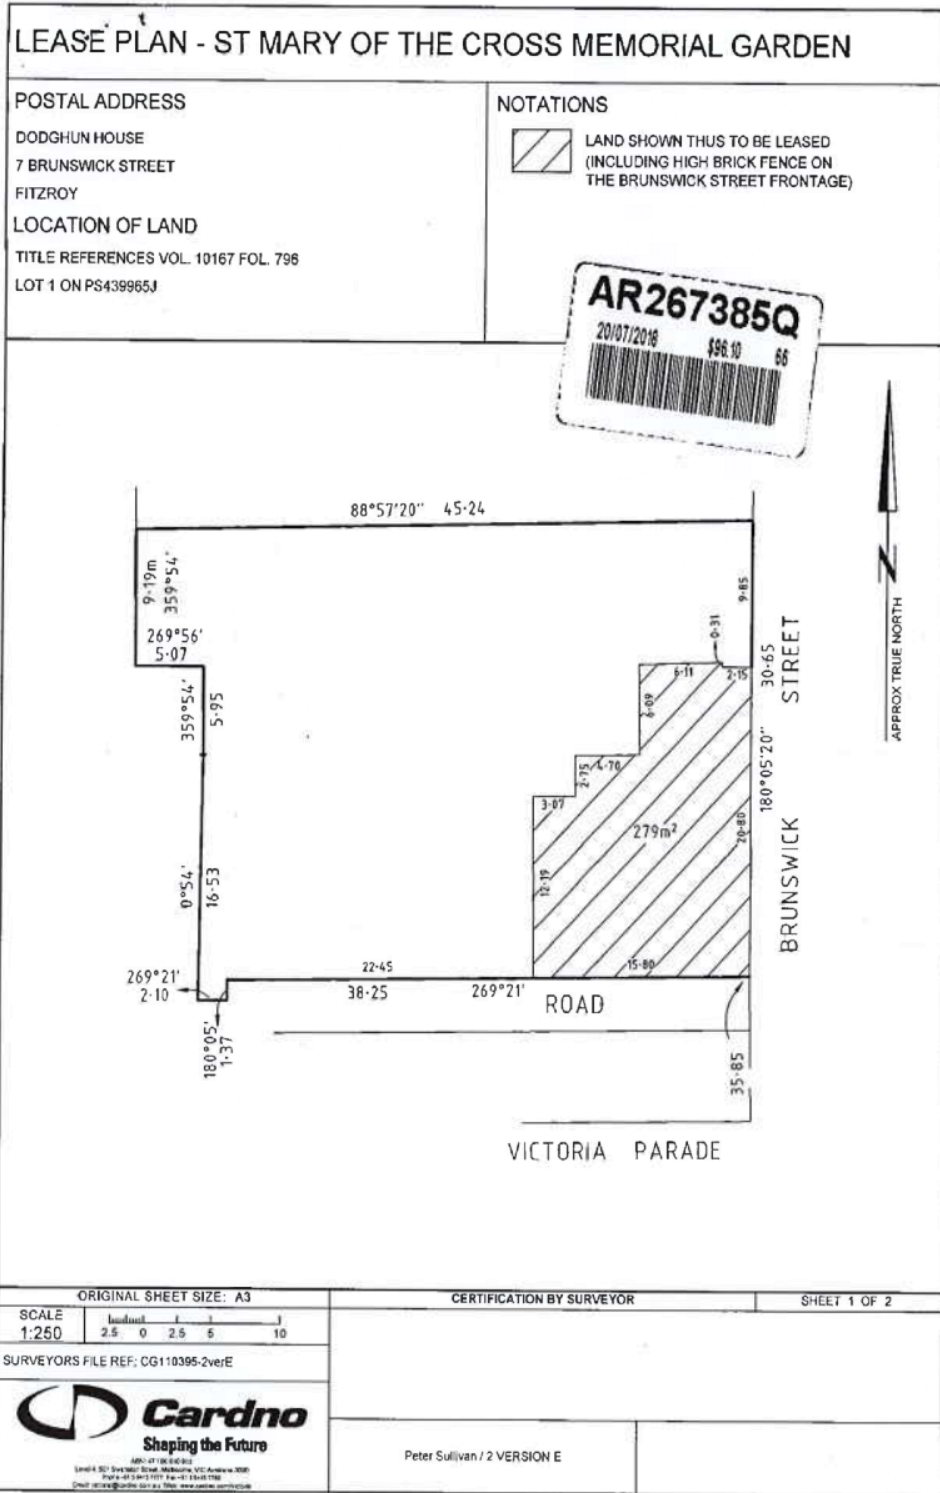 LEASE PLAN - ST MARY OF THE CROSS MEMORIAL GARDEN
POSTAL ADDRESS
DODGHUN HOUSE
7 BRUNSWICK STREET
FITZROY
LOCATION OF LAND
TITLE REFERENCES VOL. 10167 FOL. 796
LOT 1 ON PS439965J
NOTATIONS
LAND SHOWN THUS TO BE LEASED
(INCLUDING HIGH BRICK FENCE ON
THE BRUNSWICK STREET FRONTAGE)
AR267385Q
20/07/2018 $96.10 66
88°57'20" 45·24
9·19m
359°54'
269°56'
5·07
359°54'
5·95
0°54'
16·53
269°21'
2·10
180°05'
1·37
22·45
38·25 269°21'
ROAD
9·85
0·31
6·11
2·15
6·09
4·70
2·75
3·07
279m²
12·19
20·80
15·80
30·65
180°05'20"
BRUNSWICK STREET
35·85
VICTORIA PARADE
N
APPROX TRUE NORTH
ORIGINAL SHEET SIZE: A3
SCALE
1:250
2.5 0 2.5 5 10
SURVEYORS FILE REF: CG110395-2verE
Cardno
Shaping the Future
CERTIFICATION BY SURVEYOR
SHEET 1 OF 2
Peter Sullivan / 2 VERSION E